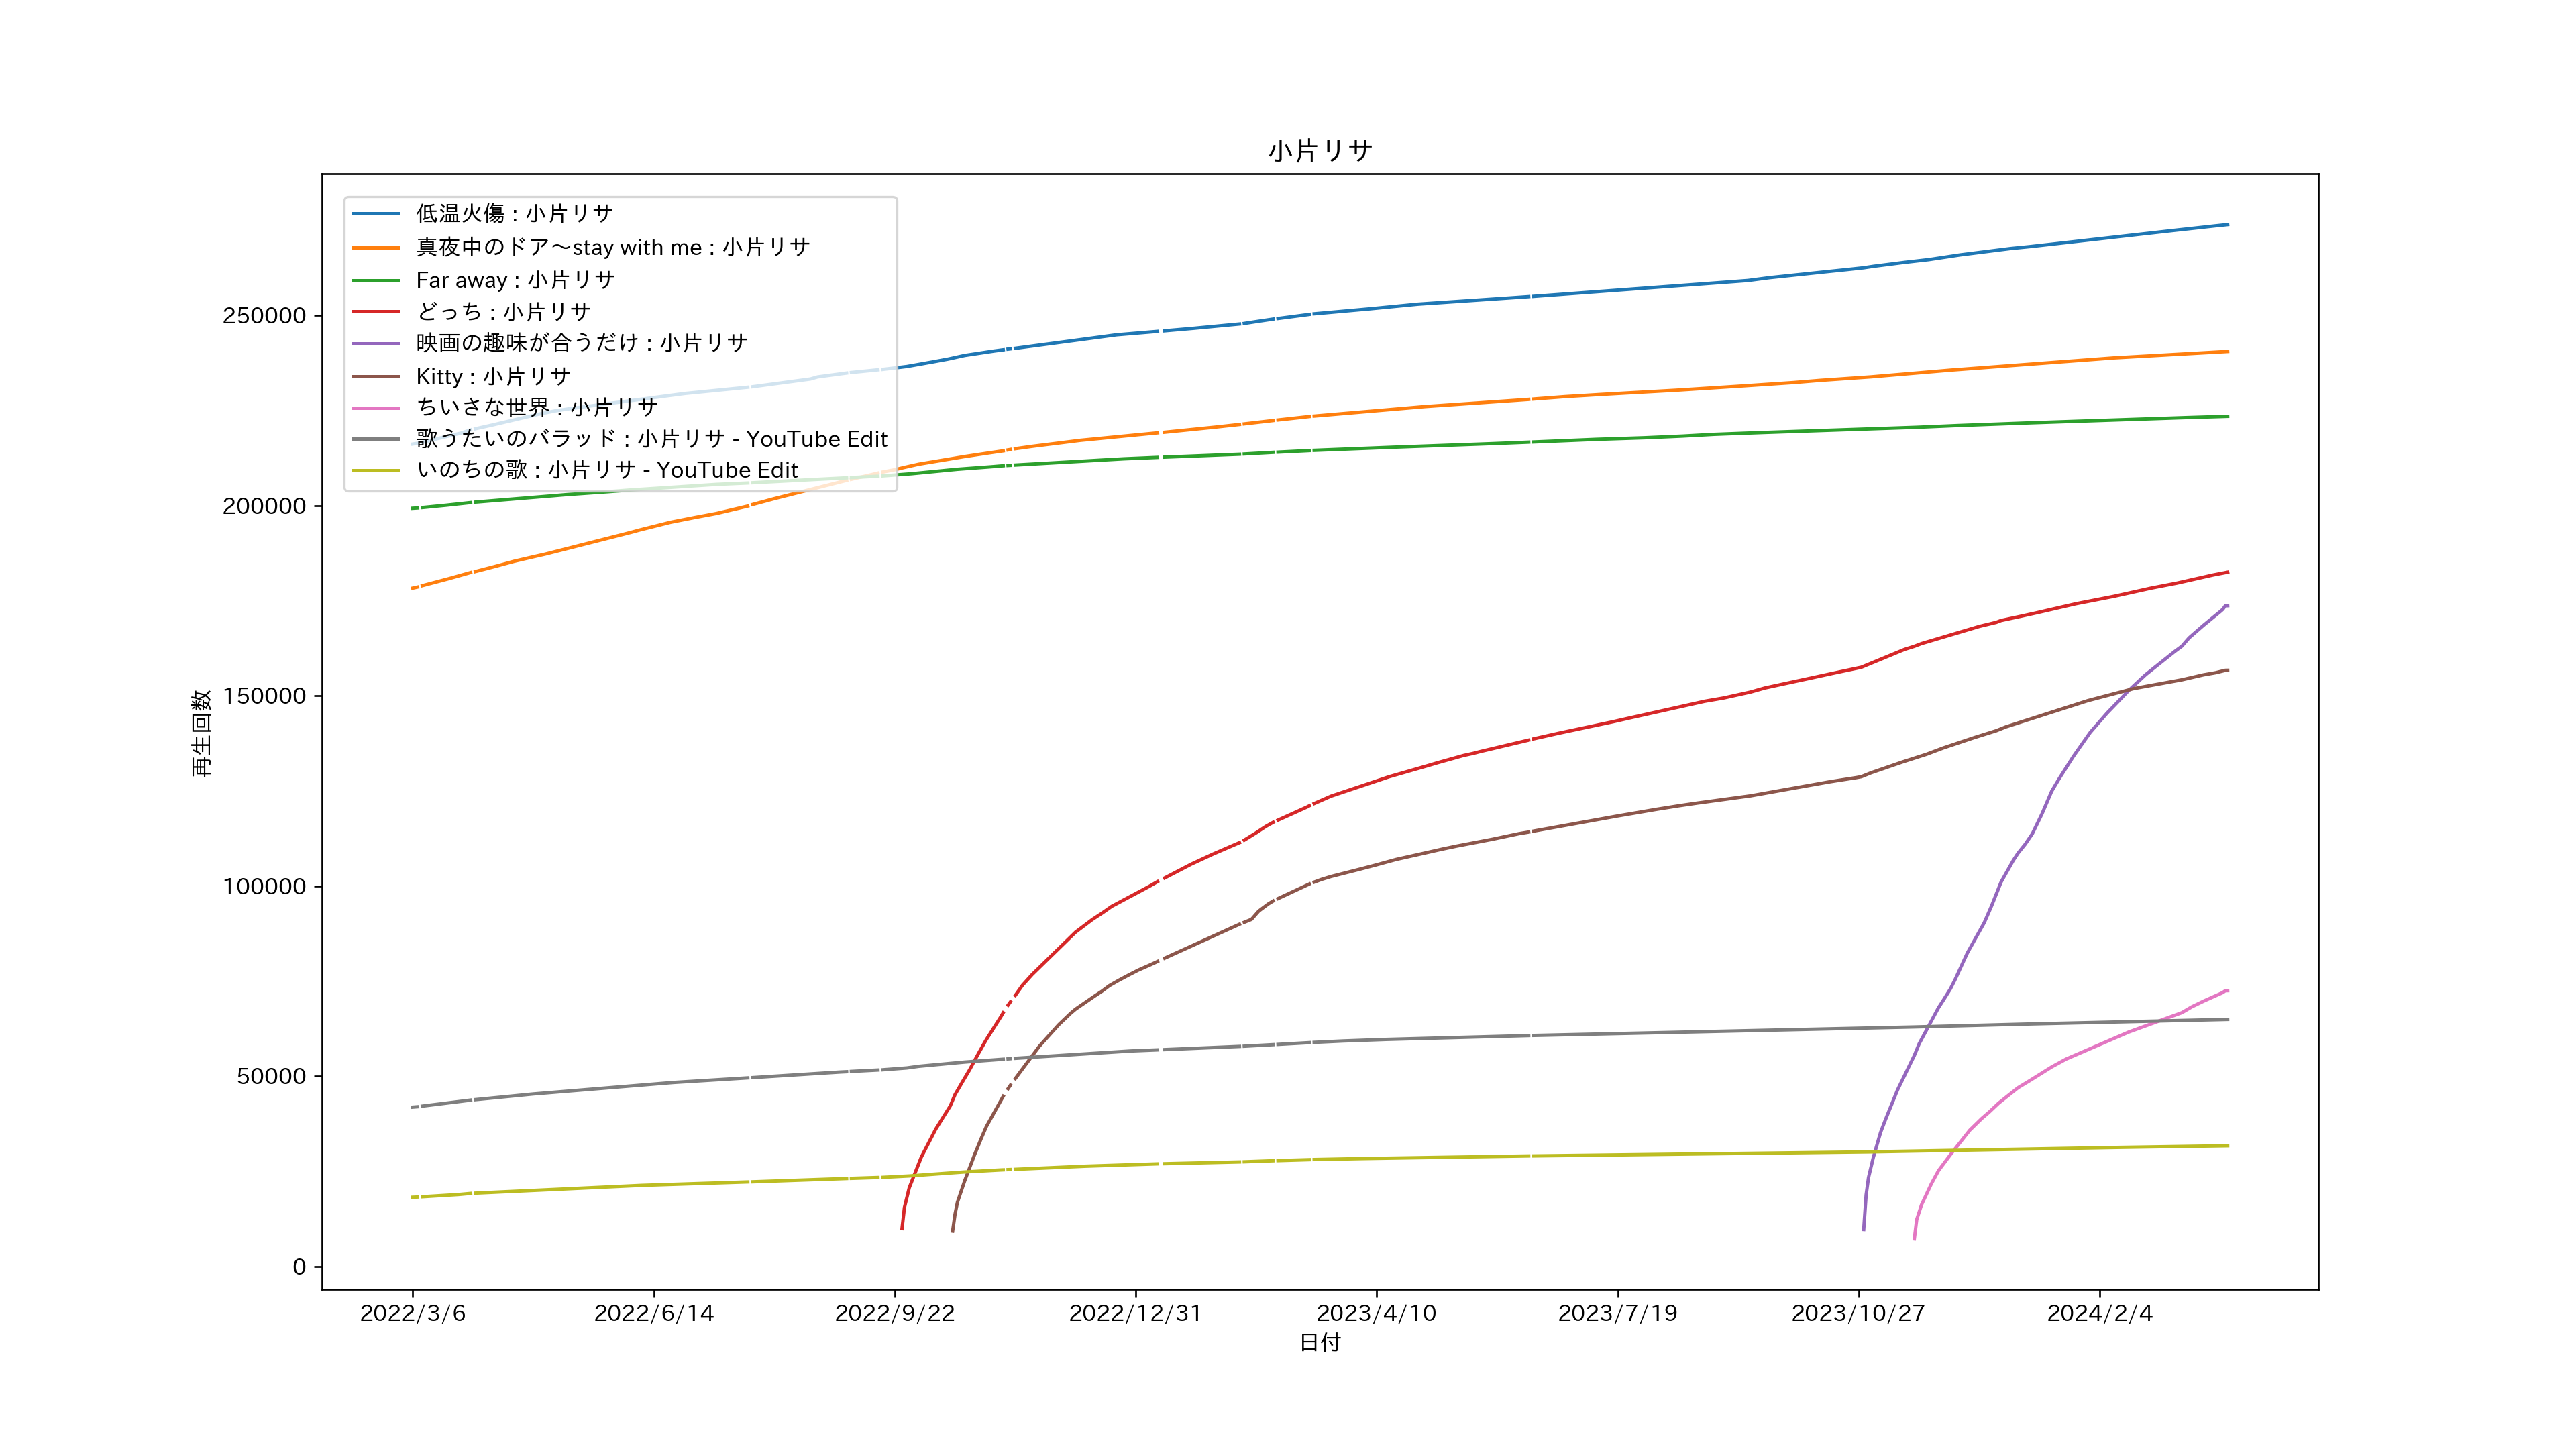 小片リサ
低温火傷 : 小片リサ
真夜中のドア～stay with me : 小片リサ
Far away : 小片リサ
どっち : 小片リサ
映画の趣味が合うだけ : 小片リサ
Kitty : 小片リサ
ちいさな世界 : 小片リサ
歌うたいのバラッド : 小片リサ - YouTube Edit
いのちの歌 : 小片リサ - YouTube Edit
再生回数
250000
200000
150000
100000
50000
0
2022/3/6
2022/6/14
2022/9/22
2022/12/31
2023/4/10
2023/7/19
2023/10/27
2024/2/4
日付